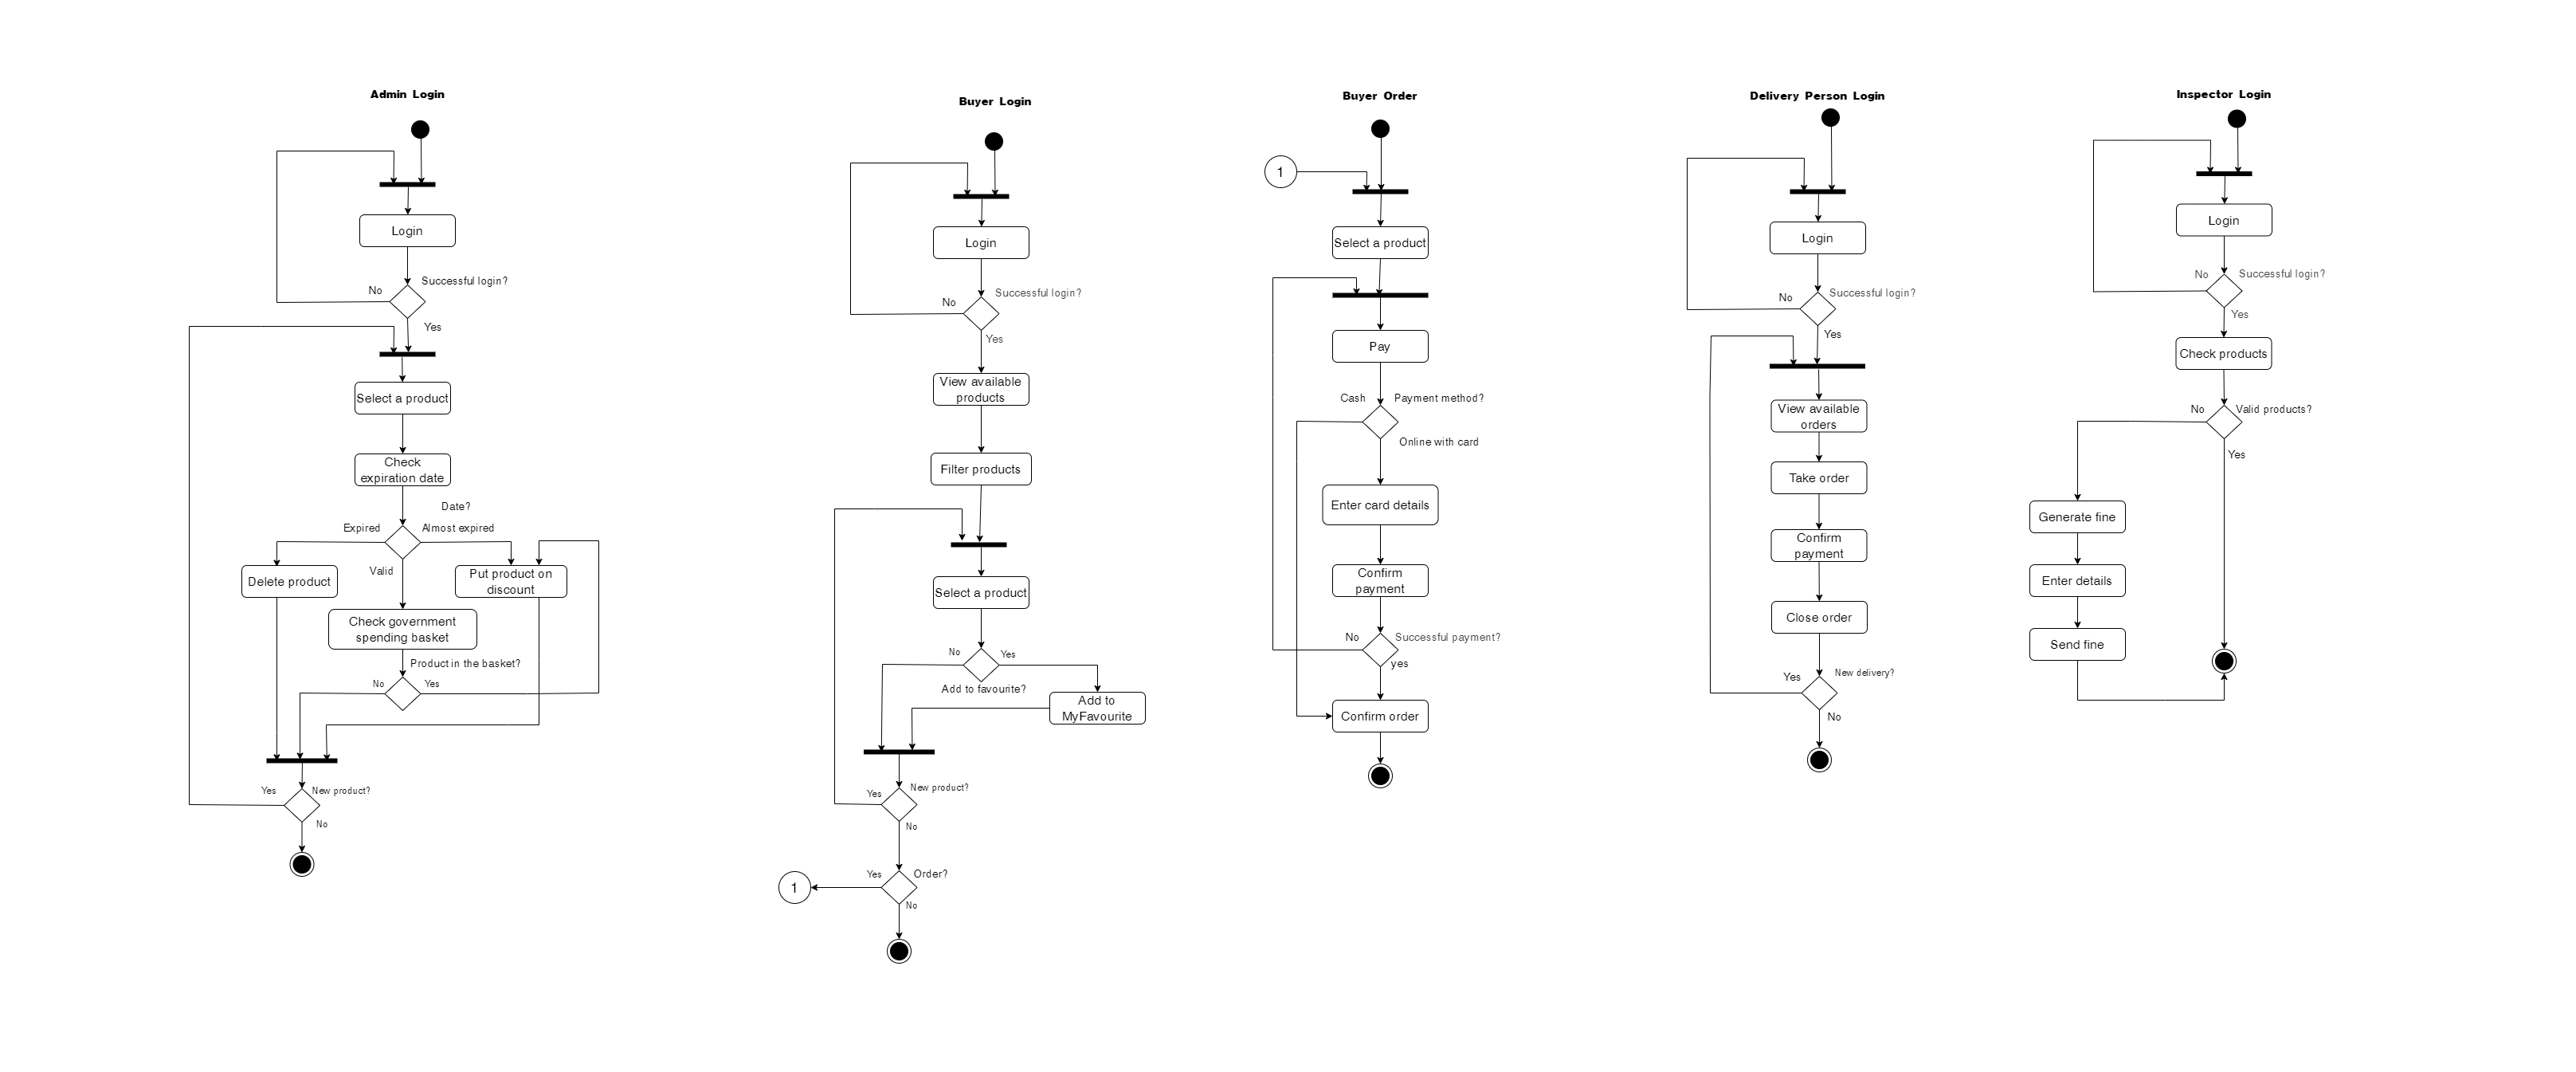 Admin Login
Login
Successful login?
No
Yes
Select a product
Check
expiration date
Date?
Expired
Almost expired
Valid
Delete product
Put product on
discount
Check government
spending basket
Product in the basket?
No
Yes
Yes
New product?
No
Buyer Login
Login
Successful login?
No
Yes
View available
products
Filter products
Select a product
No
Yes
Add to favourite?
Add to
MyFavourite
New product?
Yes
No
Yes
Order?
1
No
Buyer Order
1
Select a product
Pay
Cash
Payment method?
Online with card
Enter card details
Confirm
payment
No
Successful payment?
yes
Confirm order
Delivery Person Login
Login
Successful login?
No
Yes
View available
orders
Take order
Confirm
payment
Close order
New delivery?
Yes
No
Inspector Login
Login
No
Successful login?
Yes
Check products
No
Valid products?
Yes
Generate fine
Enter details
Send fine